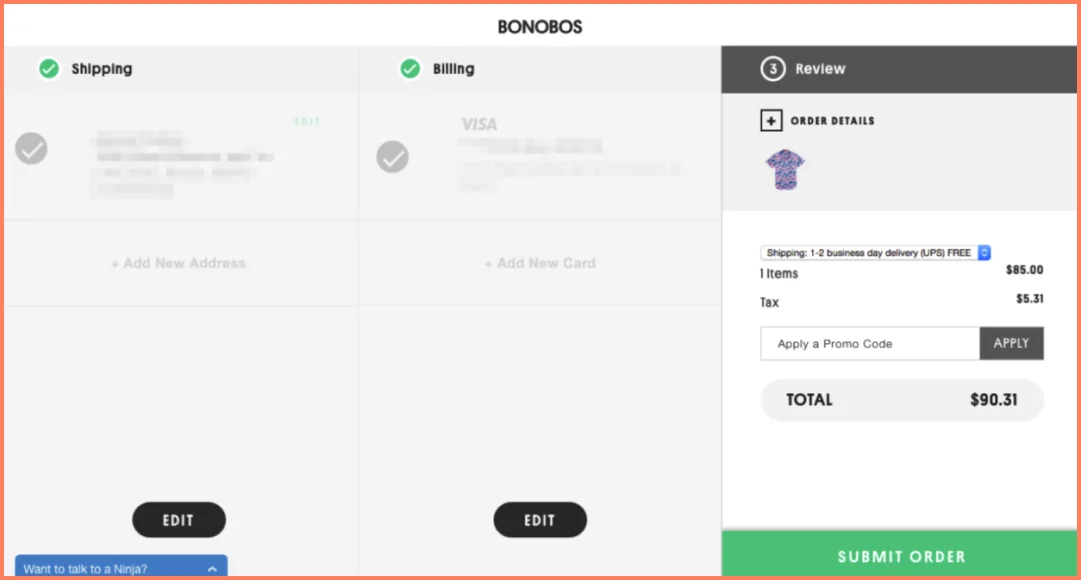 BONOBOS
Shipping
Billing
3 Review
EDIT
VISA
+ ORDER DETAILS
+ Add New Address
+ Add New Card
Shipping: 1-2 business day delivery (UPS) FREE
1 Items $85.00
Tax $5.31
Apply a Promo Code APPLY
TOTAL $90.31
EDIT
EDIT
SUBMIT ORDER
Want to talk to a Ninja?